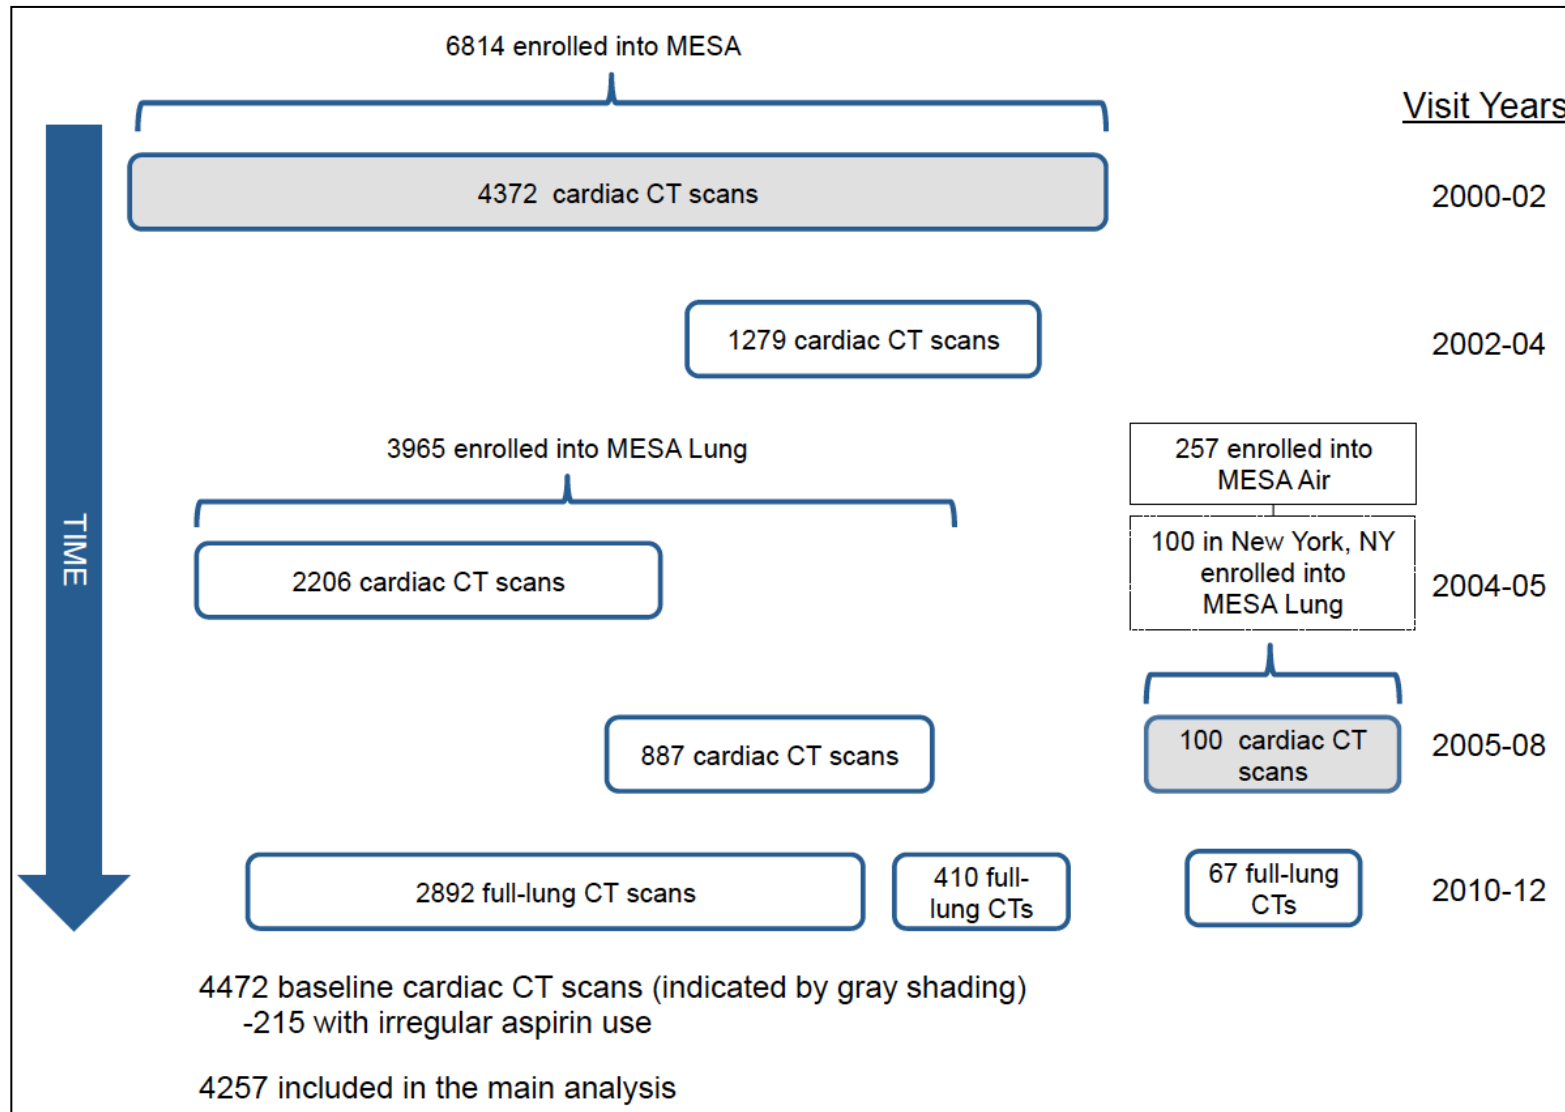 6814 enrolled into MESA
Visit Years
4372 cardiac CT scans
2000-02
1279 cardiac CT scans
2002-04
3965 enrolled into MESA Lung
257 enrolled into
MESA Air
TIME
2206 cardiac CT scans
100 in New York, NY
enrolled into
MESA Lung
2004-05
887 cardiac CT scans
100 cardiac CT
scans
2005-08
2892 full-lung CT scans
410 full-
lung CTs
67 full-lung
CTs
2010-12
4472 baseline cardiac CT scans (indicated by gray shading)
-215 with irregular aspirin use
4257 included in the main analysis